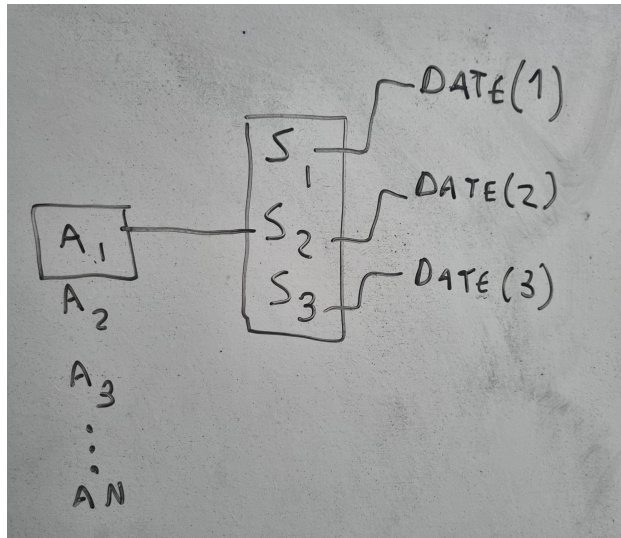 DATE(1)
S1
DATE(2)
A1
S2
DATE(3)
S3
A2
A3
AN